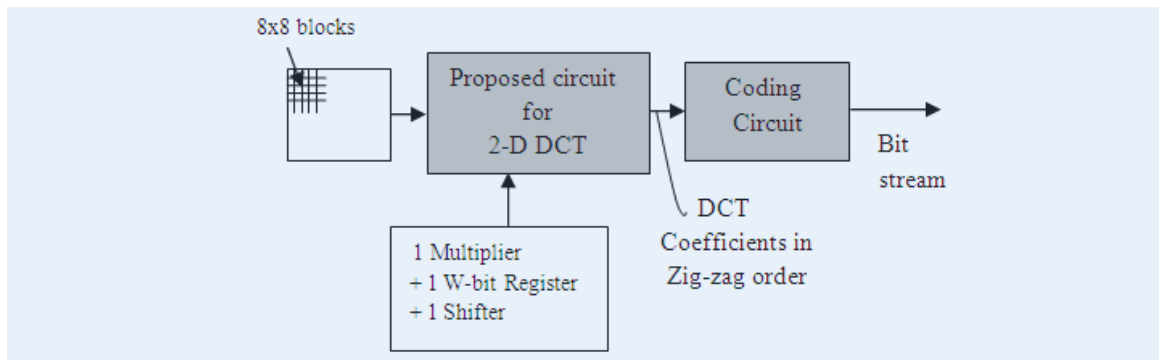 8x8 blocks
Proposed circuit
for
2-D DCT
Coding
Circuit
Bit
stream
DCT
Coefficients in
Zig-zag order
1 Multiplier
+ 1 W-bit Register
+ 1 Shifter